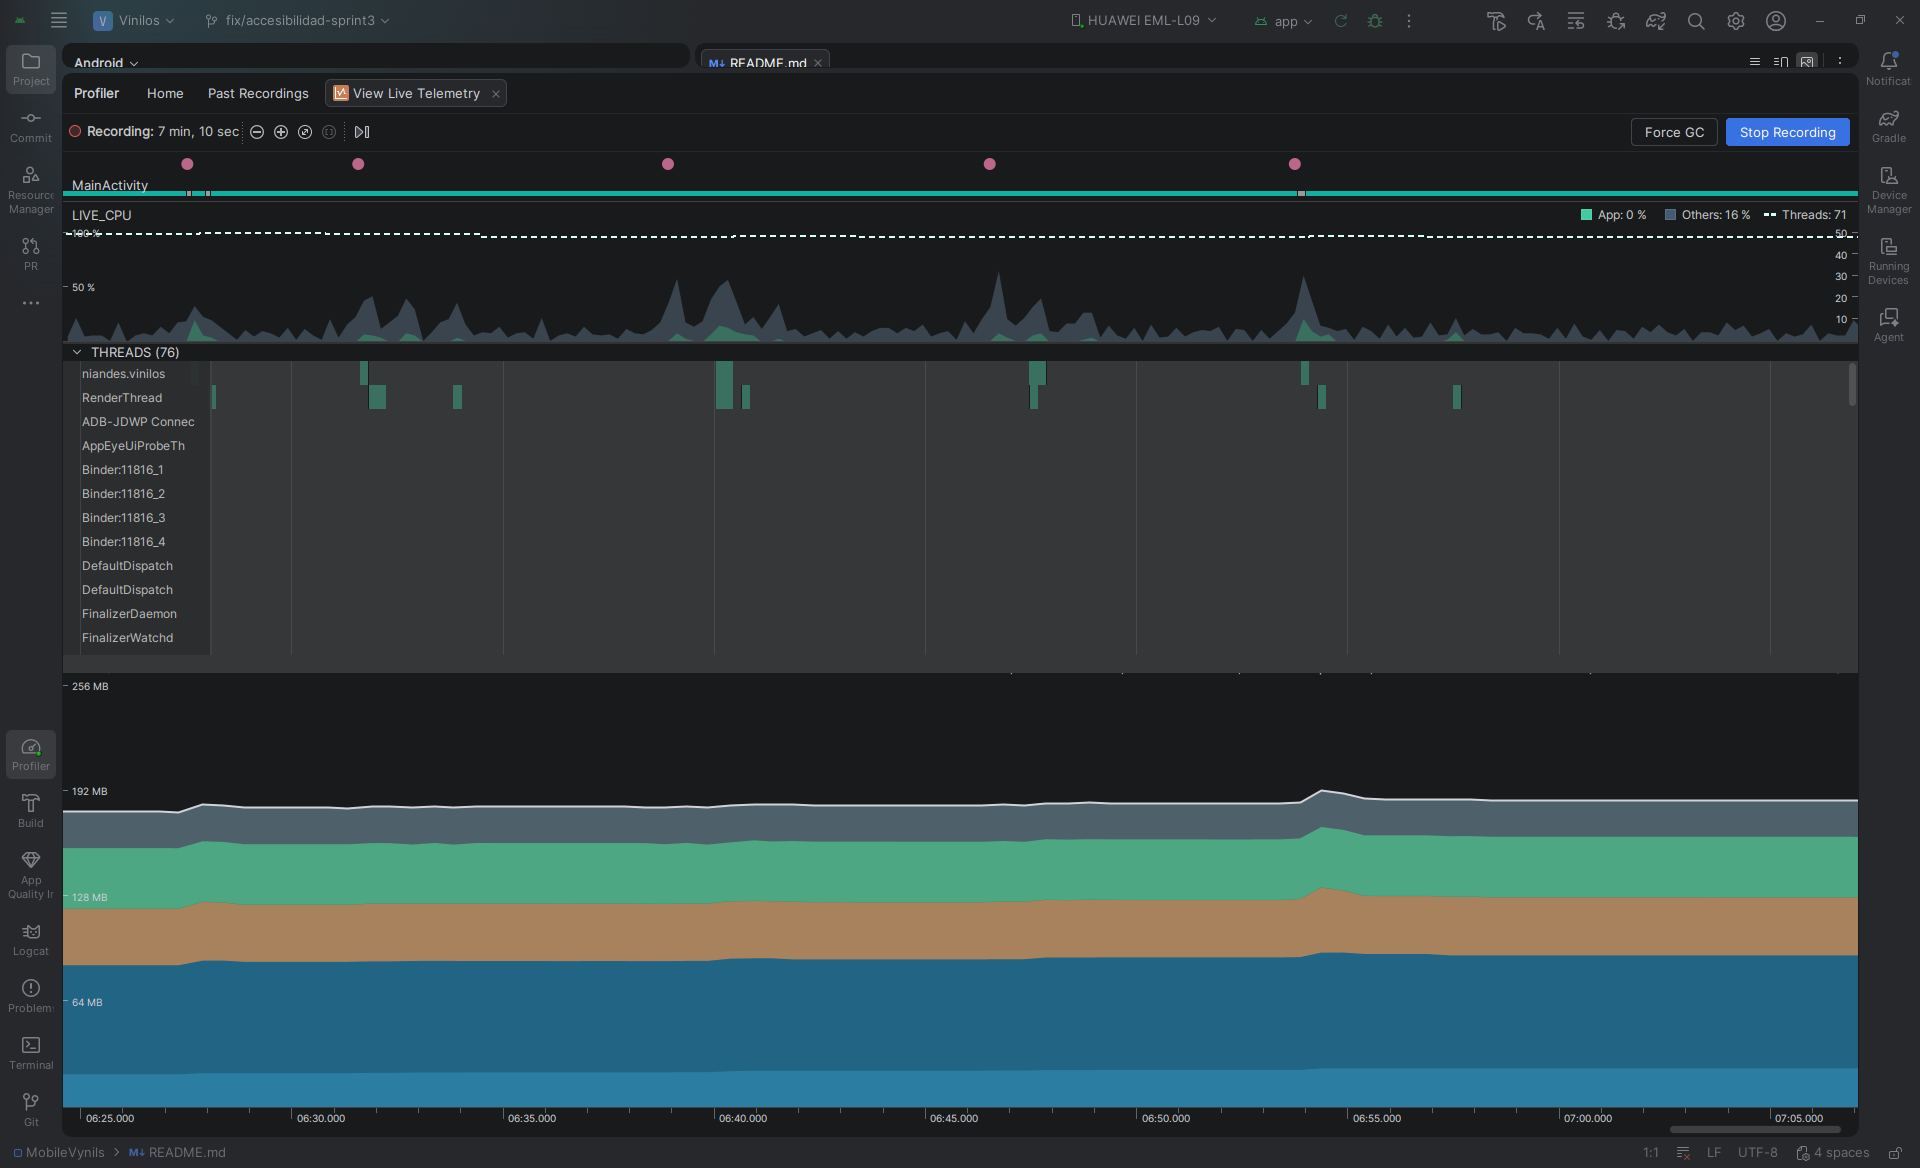 V Vinilos fix/accesibilidad-sprint3 HUAWEI EML-L09 app
Android
M↓ README.md
Project
Commit
Resource
Manager
PR
Profiler
Build
App
Quality In
Logcat
Problems
Terminal
Git
Profiler Home Past Recordings View Live Telemetry
Recording: 7 min, 10 sec
Force GC Stop Recording
MainActivity
LIVE_CPU
App: 0 % Others: 16 % Threads: 71
100 %
50 %
50
40
30
20
10
THREADS (76)
niandes.vinilos
RenderThread
ADB-JDWP Connec
AppEyeUiProbeTh
Binder:11816_1
Binder:11816_2
Binder:11816_3
Binder:11816_4
DefaultDispatch
DefaultDispatch
FinalizerDaemon
FinalizerWatchd
256 MB
192 MB
128 MB
64 MB
06:25.000 06:30.000 06:35.000 06:40.000 06:45.000 06:50.000 06:55.000 07:00.000 07:05.000
Notificat
Gradle
Device
Manager
Running
Devices
Agent
MobileVynils M↓ README.md
1:1 LF UTF-8 4 spaces